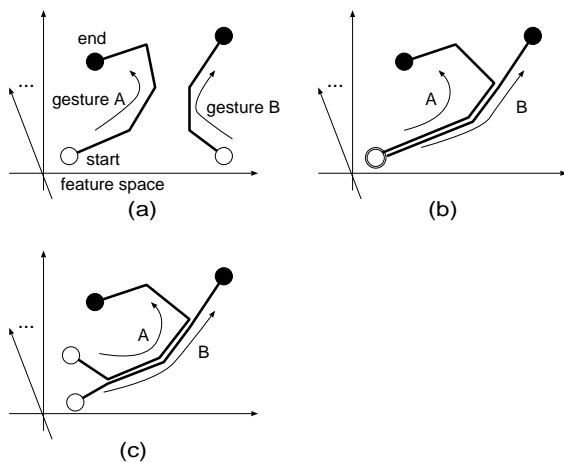 end
...
gesture A
gesture B
start
feature space
(a)
...
A
B
(b)
...
A
B
(c)